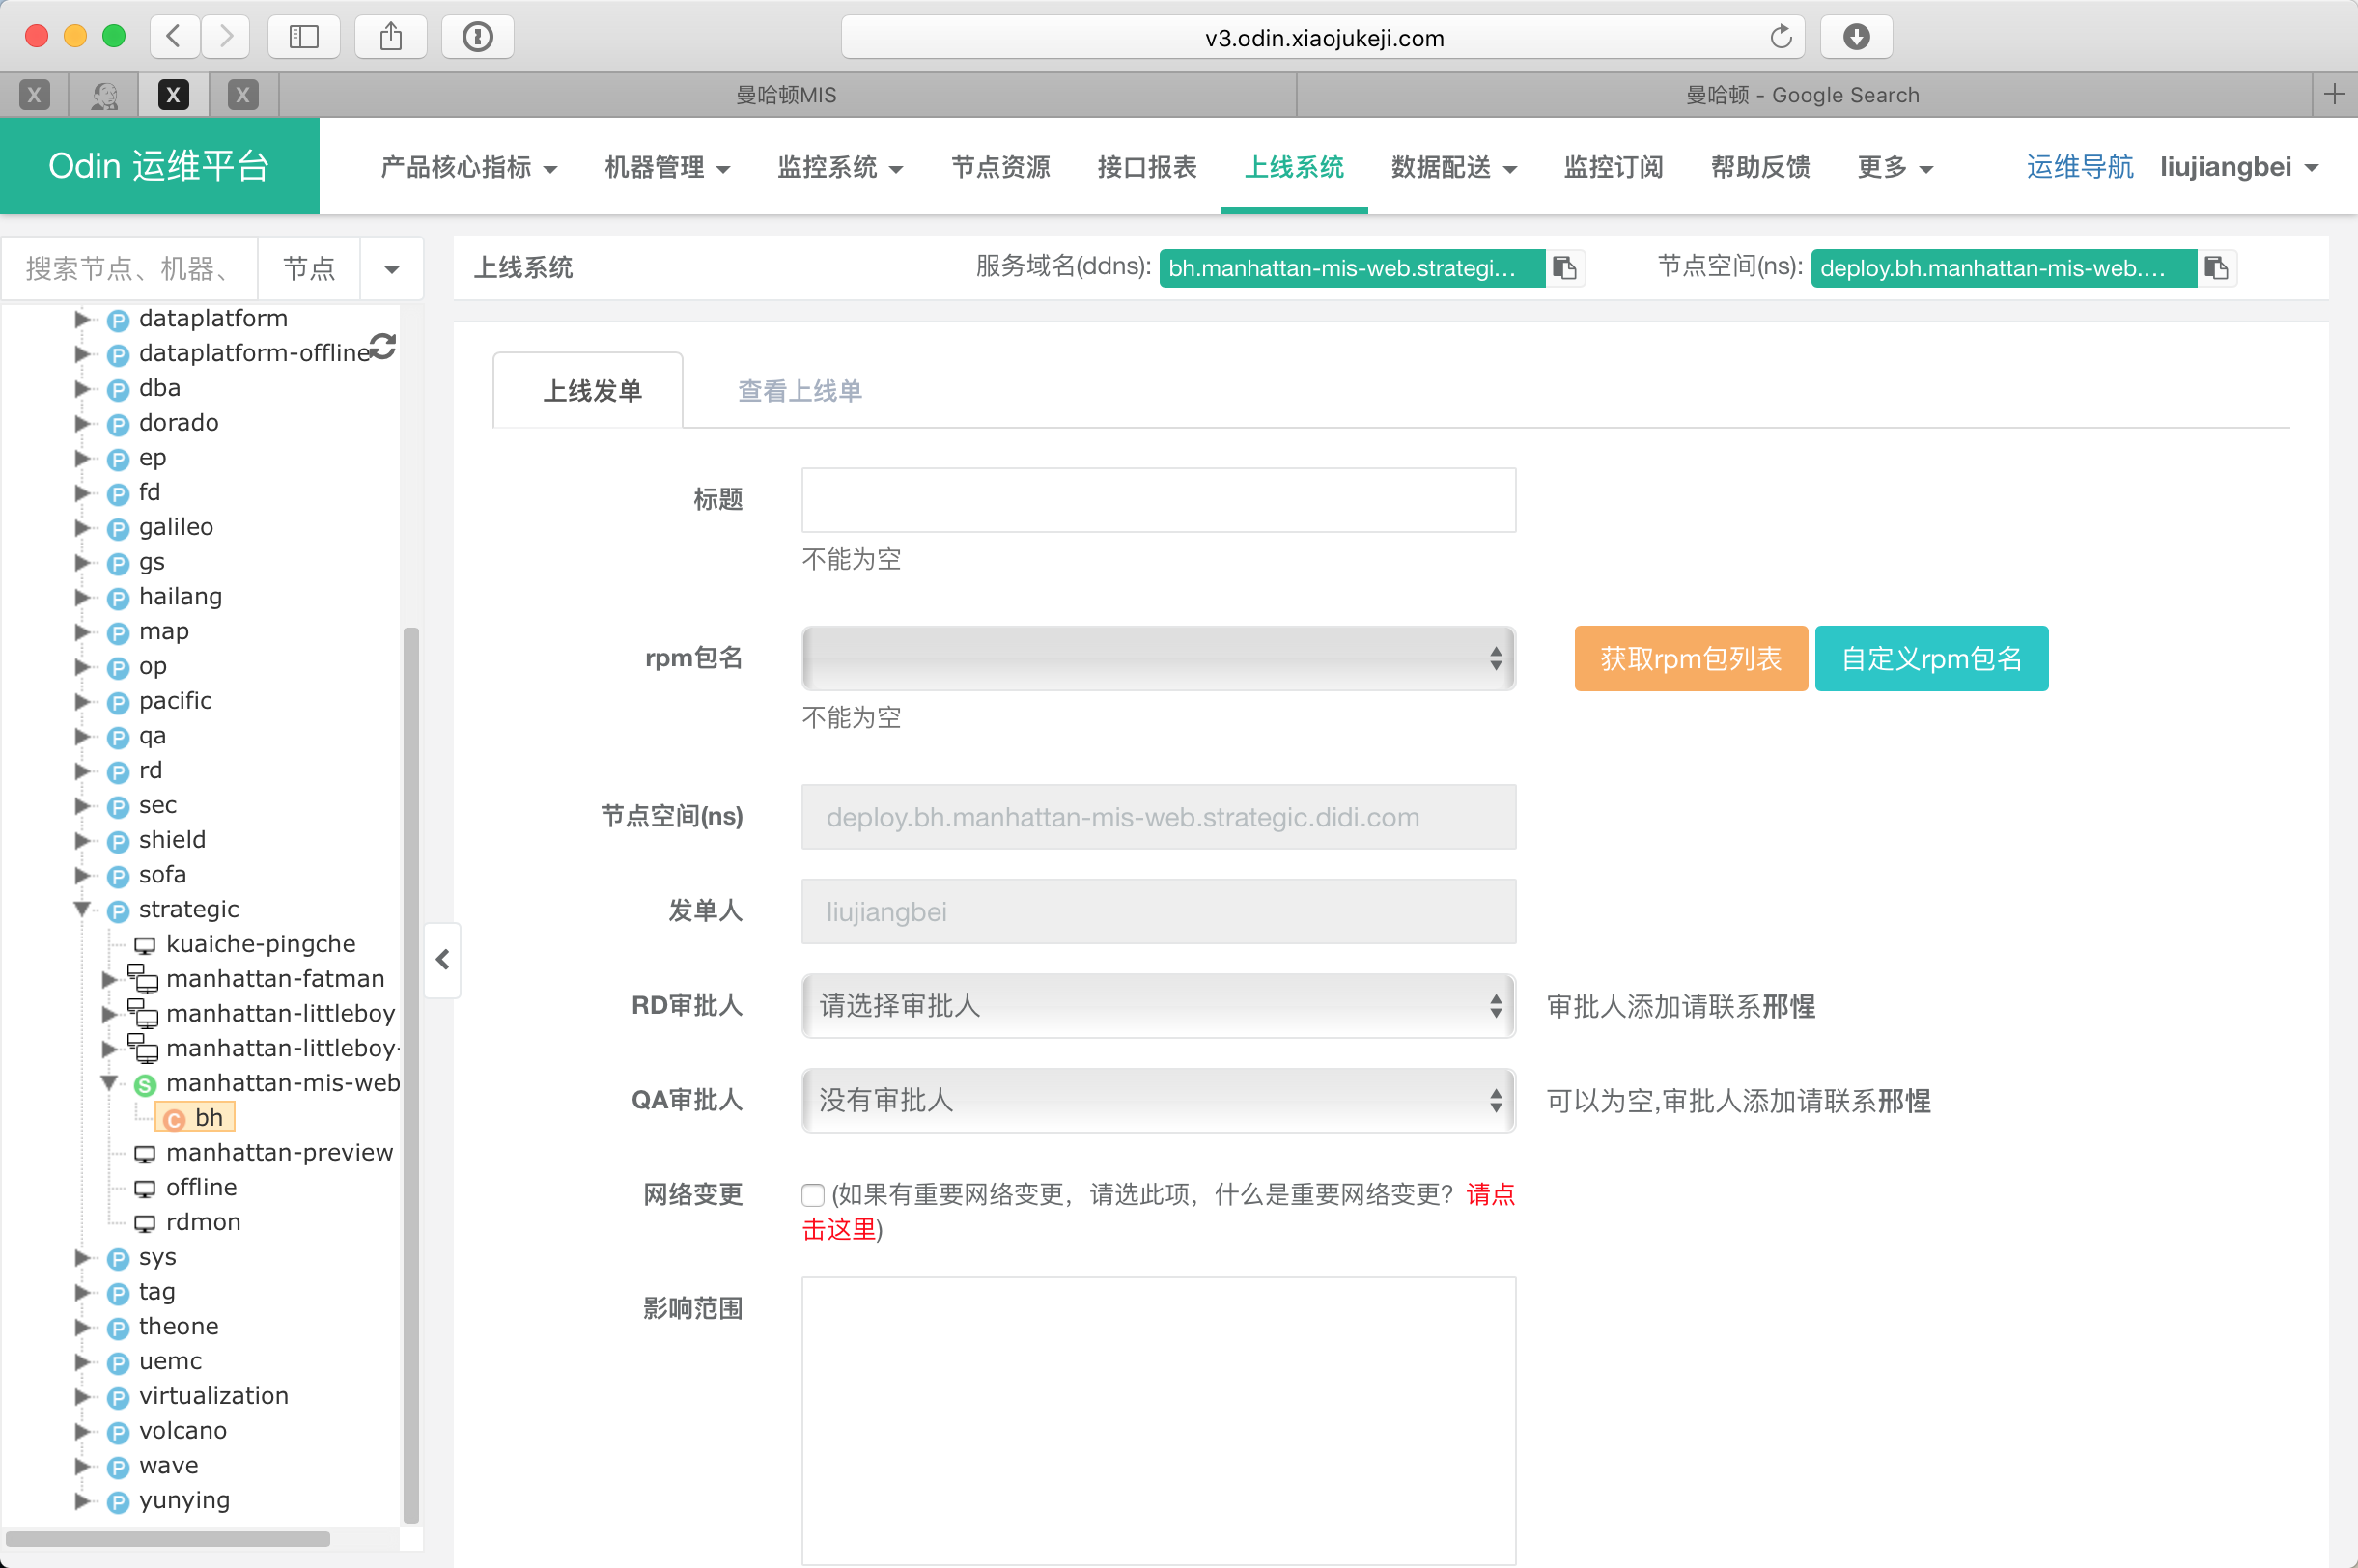 v3.odin.xiaojukeji.com
X
X
X
曼哈顿MIS
曼哈顿 - Google Search
Odin 运维平台
产品核心指标
机器管理
监控系统
节点资源
接口报表
上线系统
数据配送
监控订阅
帮助反馈
更多
运维导航
liujiangbei
搜索节点、机器、
节点
上线系统
服务域名(ddns):
bh.manhattan-mis-web.strategi...
节点空间(ns):
deploy.bh.manhattan-mis-web....
P dataplatform
P dataplatform-offline
P dba
P dorado
P ep
P fd
P galileo
P gs
P hailang
P map
P op
P pacific
P qa
P rd
P sec
P shield
P sofa
P strategic
kuaiche-pingche
manhattan-fatman
manhattan-littleboy
manhattan-littleboy-
S manhattan-mis-web
C bh
manhattan-preview
offline
rdmon
P sys
P tag
P theone
P uemc
P virtualization
P volcano
P wave
P yunying
上线发单
查看上线单
标题
不能为空
rpm包名
获取rpm包列表
自定义rpm包名
不能为空
节点空间(ns)
deploy.bh.manhattan-mis-web.strategic.didi.com
发单人
liujiangbei
RD审批人
请选择审批人
审批人添加请联系邢惺
QA审批人
没有审批人
可以为空,审批人添加请联系邢惺
网络变更
(如果有重要网络变更，请选此项，什么是重要网络变更？请点
击这里)
影响范围